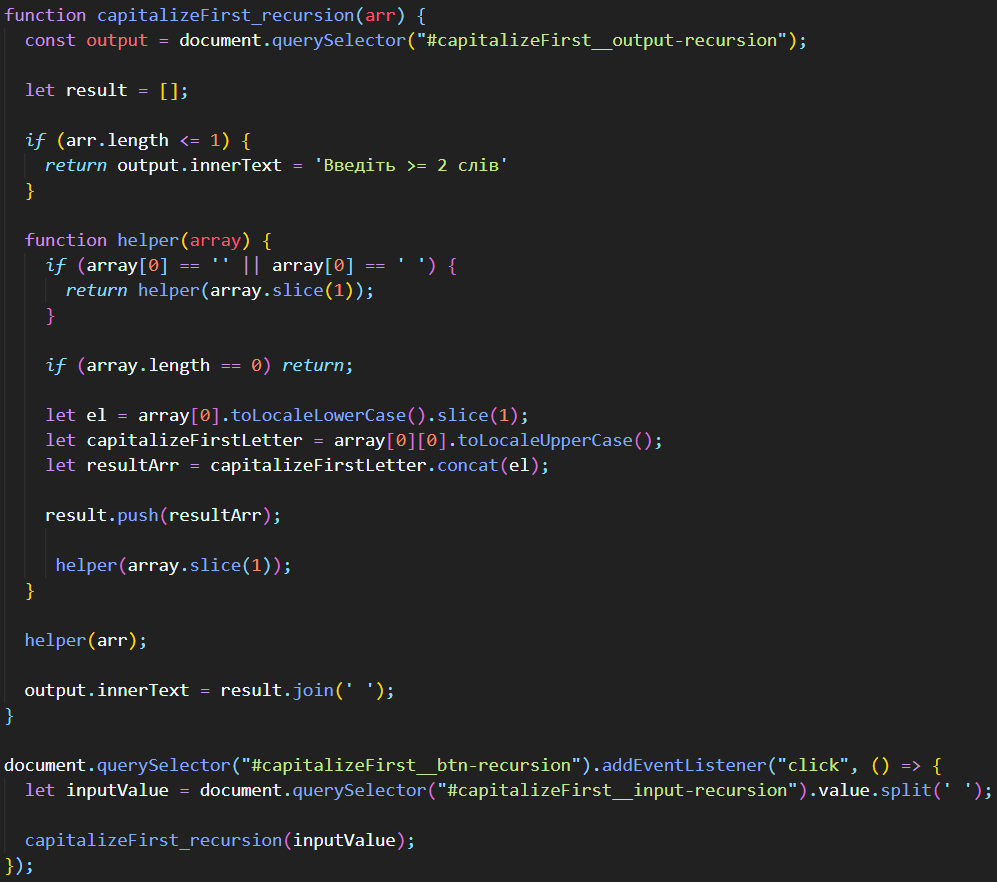 function capitalizeFirst_recursion(arr) {
  const output = document.querySelector("#capitalizeFirst__output-recursion");

  let result = [];

  if (arr.length <= 1) {
    return output.innerText = 'Введіть >= 2 слів'
  }

  function helper(array) {
    if (array[0] == '' || array[0] == ' ') {
      return helper(array.slice(1));
    }

    if (array.length == 0) return;

    let el = array[0].toLocaleLowerCase().slice(1);
    let capitalizeFirstLetter = array[0][0].toLocaleUpperCase();
    let resultArr = capitalizeFirstLetter.concat(el);

    result.push(resultArr);

     helper(array.slice(1));
  }

  helper(arr);

  output.innerText = result.join(' ');
}

document.querySelector("#capitalizeFirst__btn-recursion").addEventListener("click", () => {
  let inputValue = document.querySelector("#capitalizeFirst__input-recursion").value.split(' ');

  capitalizeFirst_recursion(inputValue);
});